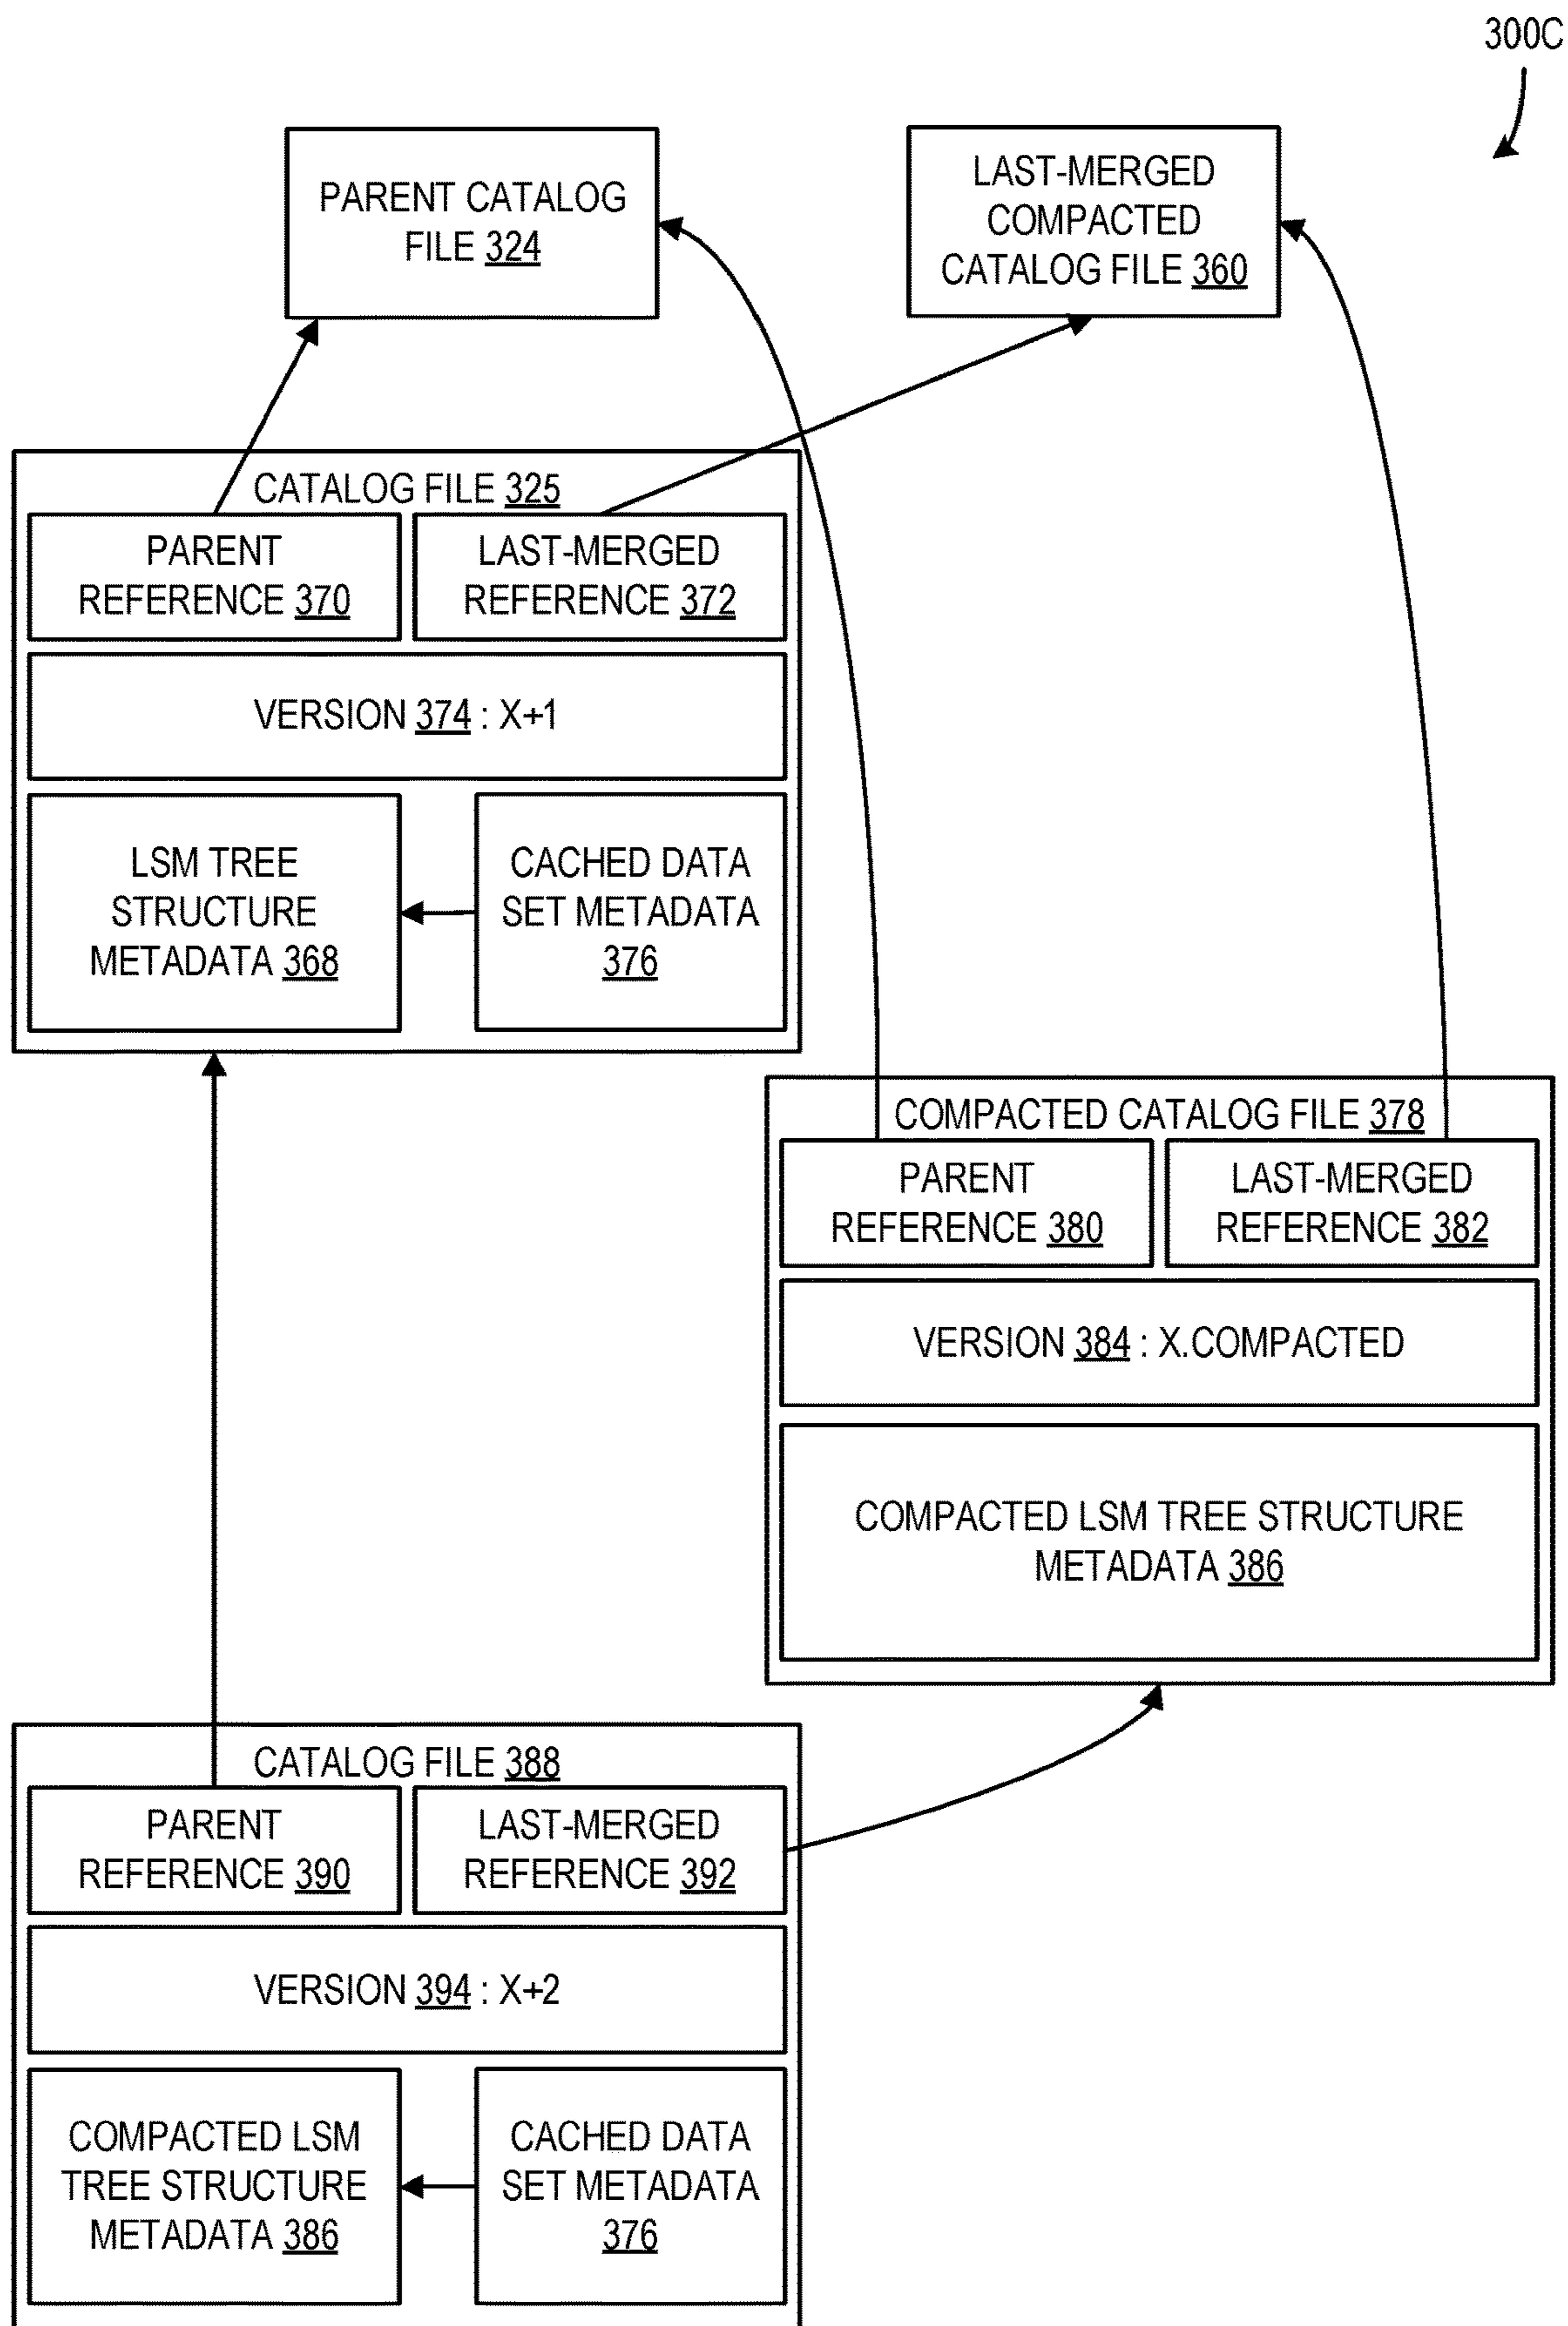 300C
PARENT CATALOG
FILE 324
LAST-MERGED
COMPACTED
CATALOG FILE 360
CATALOG FILE 325
PARENT
REFERENCE 370
LAST-MERGED
REFERENCE 372
VERSION 374 : X+1
LSM TREE
STRUCTURE
METADATA 368
CACHED DATA
SET METADATA
376
COMPACTED CATALOG FILE 378
PARENT
REFERENCE 380
LAST-MERGED
REFERENCE 382
VERSION 384 : X.COMPACTED
COMPACTED LSM TREE STRUCTURE
METADATA 386
CATALOG FILE 388
PARENT
REFERENCE 390
LAST-MERGED
REFERENCE 392
VERSION 394 : X+2
COMPACTED LSM
TREE STRUCTURE
METADATA 386
CACHED DATA
SET METADATA
376